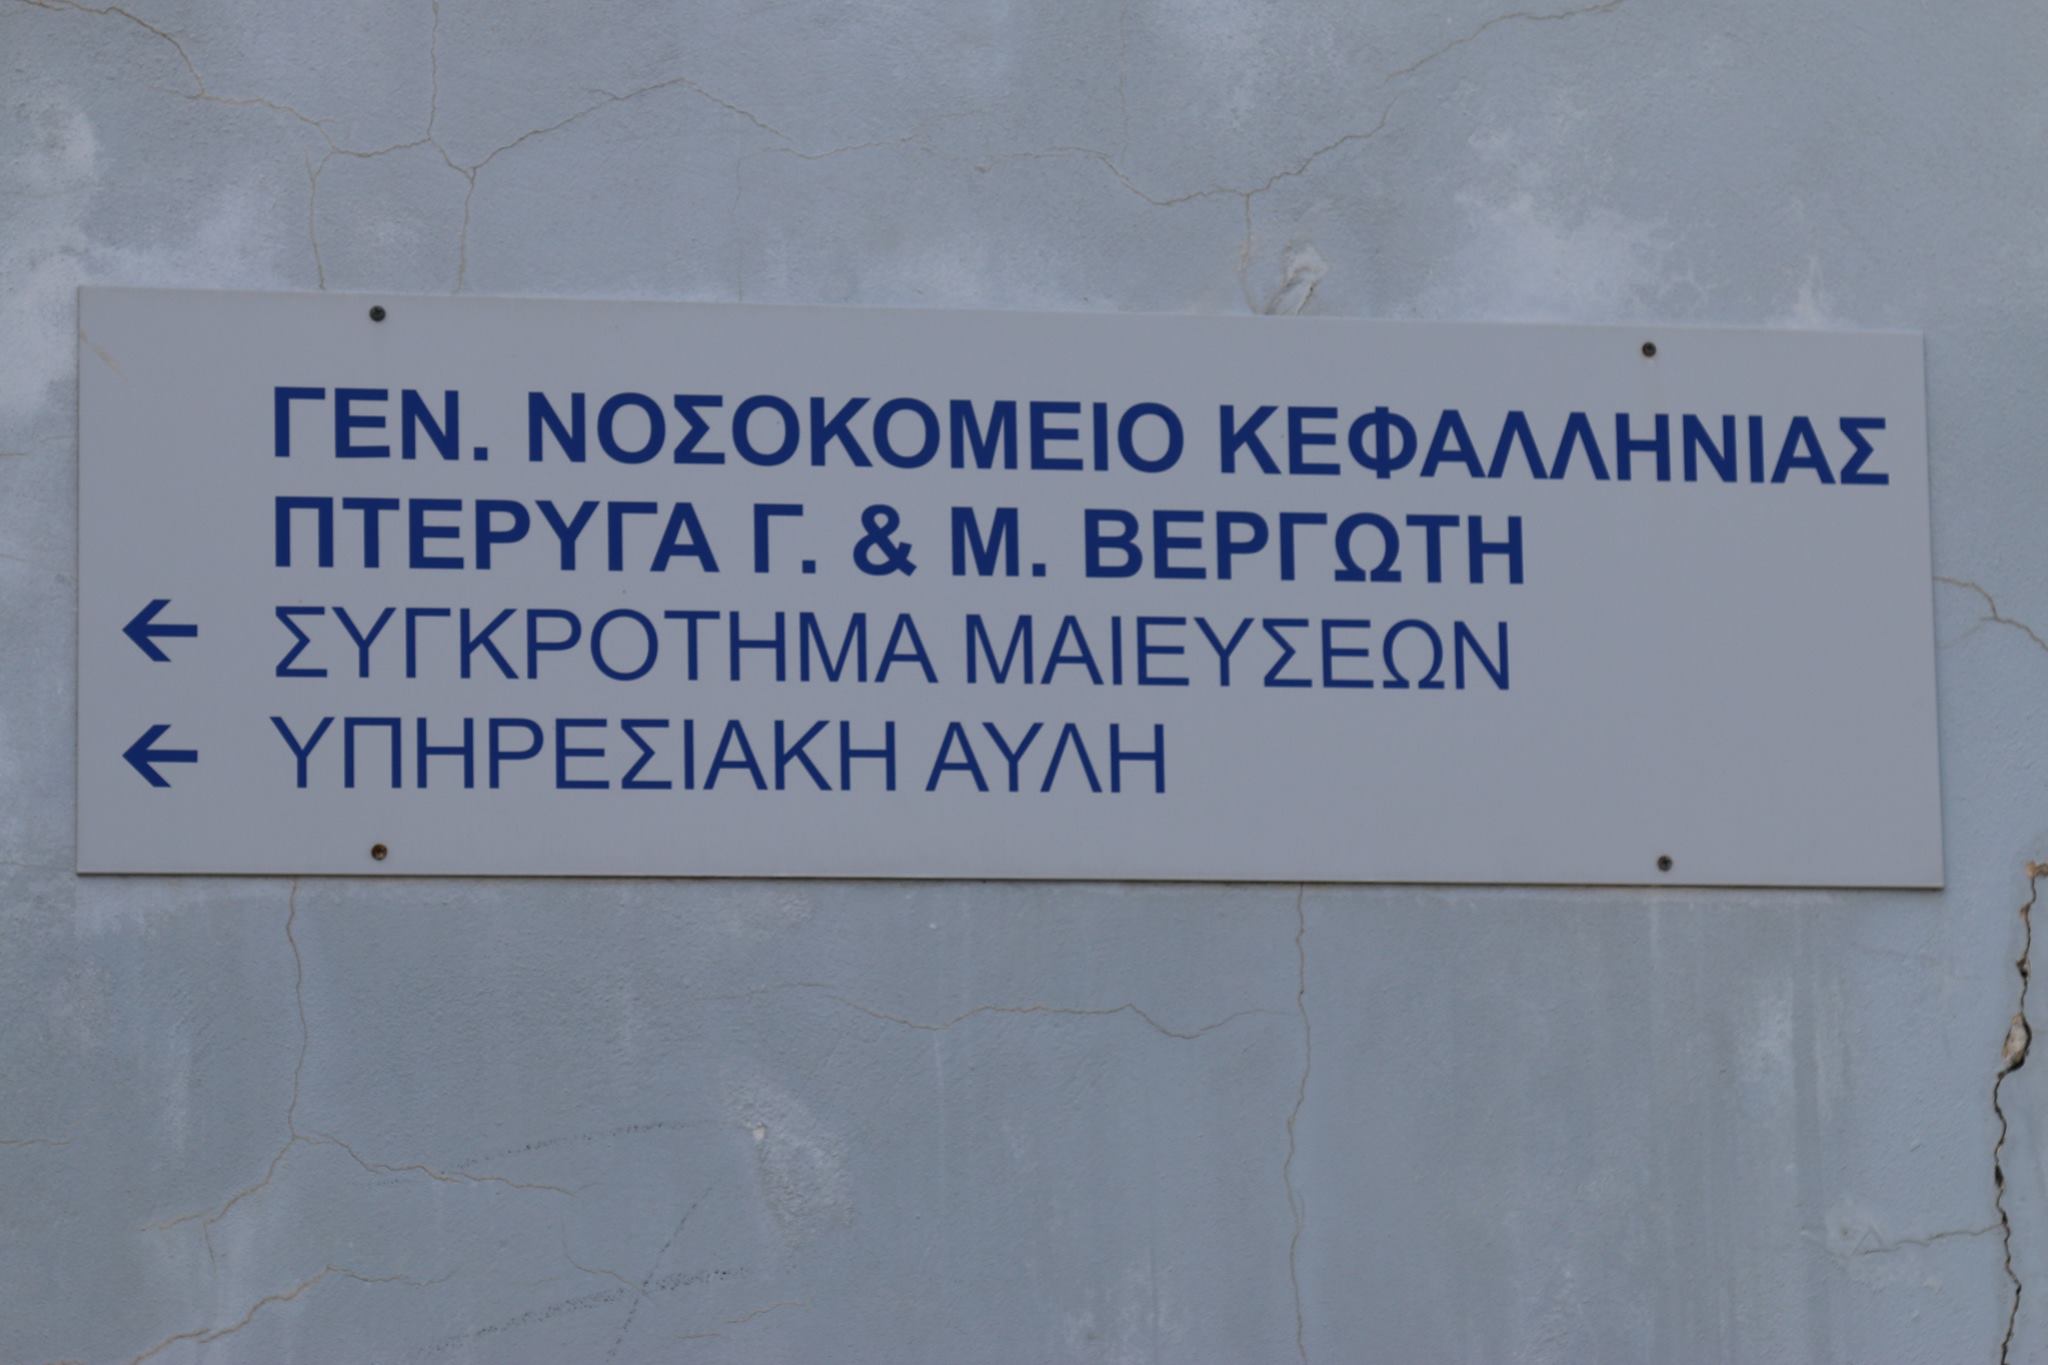 ΓΕΝ. ΝΟΣΟΚΟΜΕΙΟ ΚΕΦΑΛΛΗΝΙΑΣ
ΠΤΕΡΥΓΑ Γ. & Μ. ΒΕΡΓΩΤΗ
← ΣΥΓΚΡΟΤΗΜΑ ΜΑΙΕΥΣΕΩΝ
← ΥΠΗΡΕΣΙΑΚΗ ΑΥΛΗ